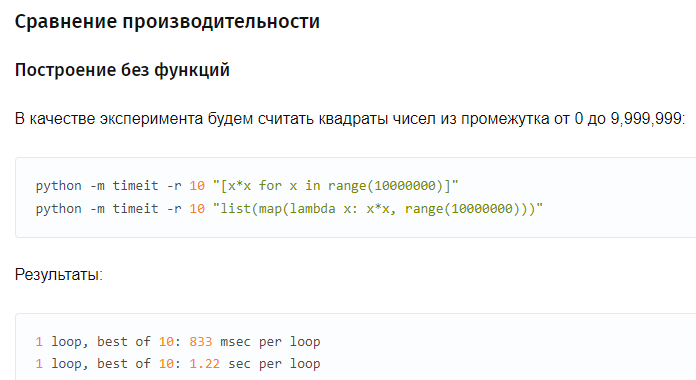 Сравнение производительности
Построение без функций
В качестве эксперимента будем считать квадраты чисел из промежутка от 0 до 9,999,999:
python -m timeit -r 10 "[x*x for x in range(10000000)]"
python -m timeit -r 10 "list(map(lambda x: x*x, range(10000000)))"
Результаты:
1 loop, best of 10: 833 msec per loop
1 loop, best of 10: 1.22 sec per loop